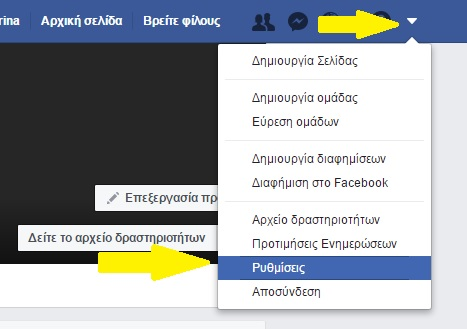 rina Αρχική σελίδα Βρείτε φίλους
Δημιουργία Σελίδας
Δημιουργία ομάδας
Εύρεση ομάδων
Δημιουργία διαφημίσεων
Διαφήμιση στο Facebook
Επεξεργασία πρ
Αρχείο δραστηριοτήτων
Δείτε το αρχείο δραστηριοτήτων
Προτιμήσεις Ενημερώσεων
Ρυθμίσεις
Αποσύνδεση